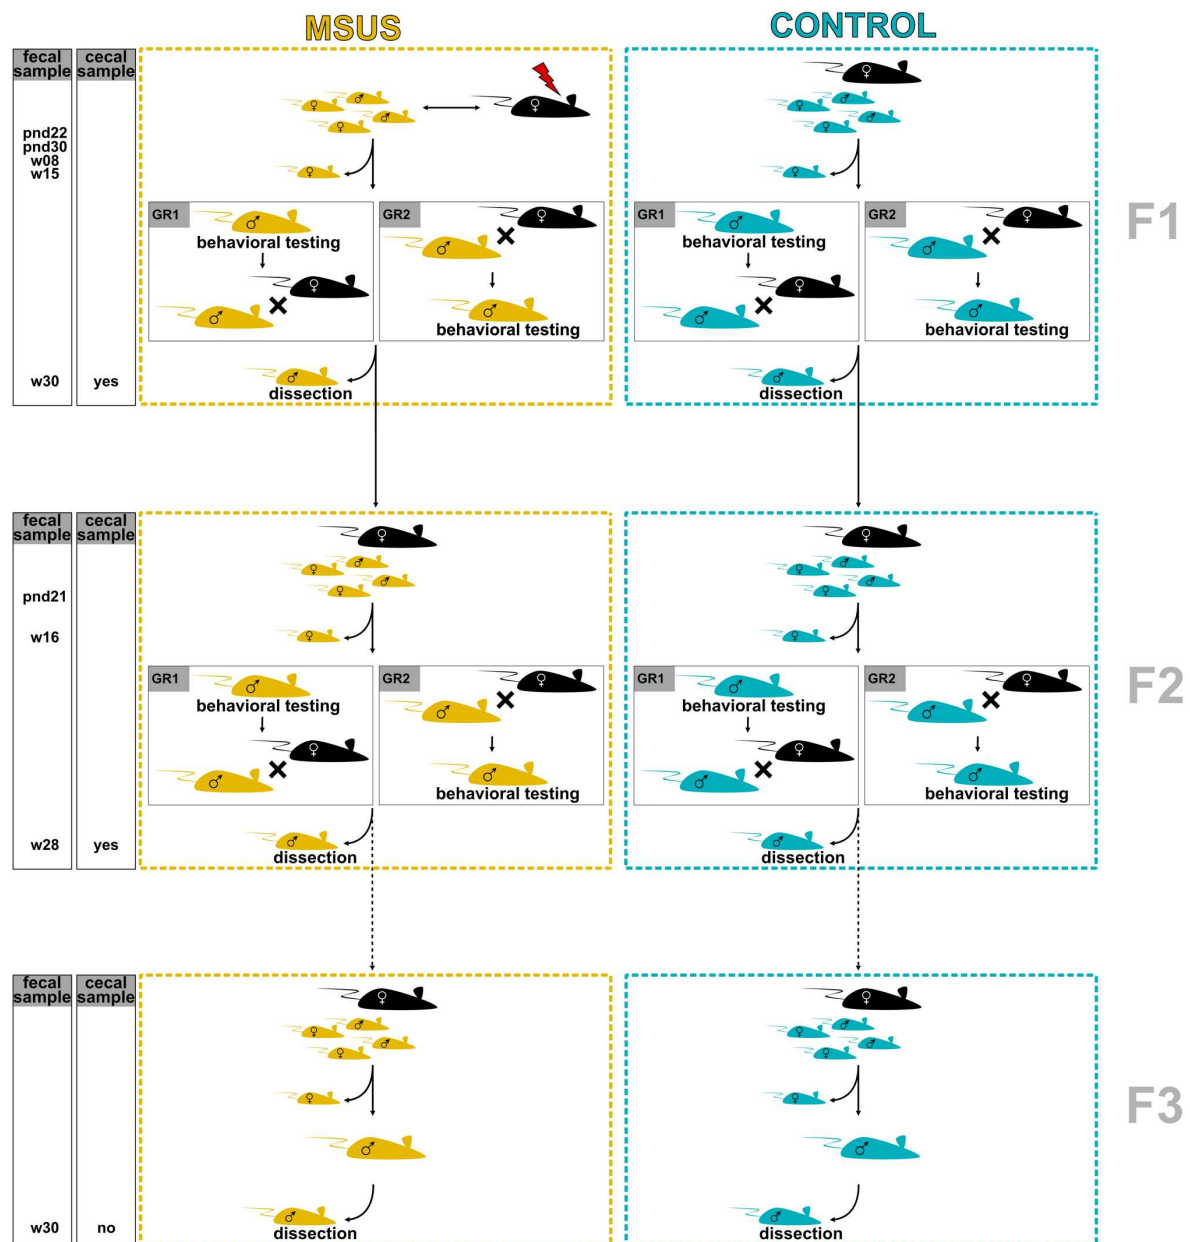 MSUS
CONTROL
fecal
sample
cecal
sample
pnd22
pnd30
w08
w15
w30
yes
GR1
behavioral testing
GR2
behavioral testing
dissection
GR1
behavioral testing
GR2
behavioral testing
dissection
F1
fecal
sample
cecal
sample
pnd21
w16
w28
yes
GR1
behavioral testing
GR2
behavioral testing
dissection
GR1
behavioral testing
GR2
behavioral testing
dissection
F2
fecal
sample
cecal
sample
w30
no
dissection
dissection
F3